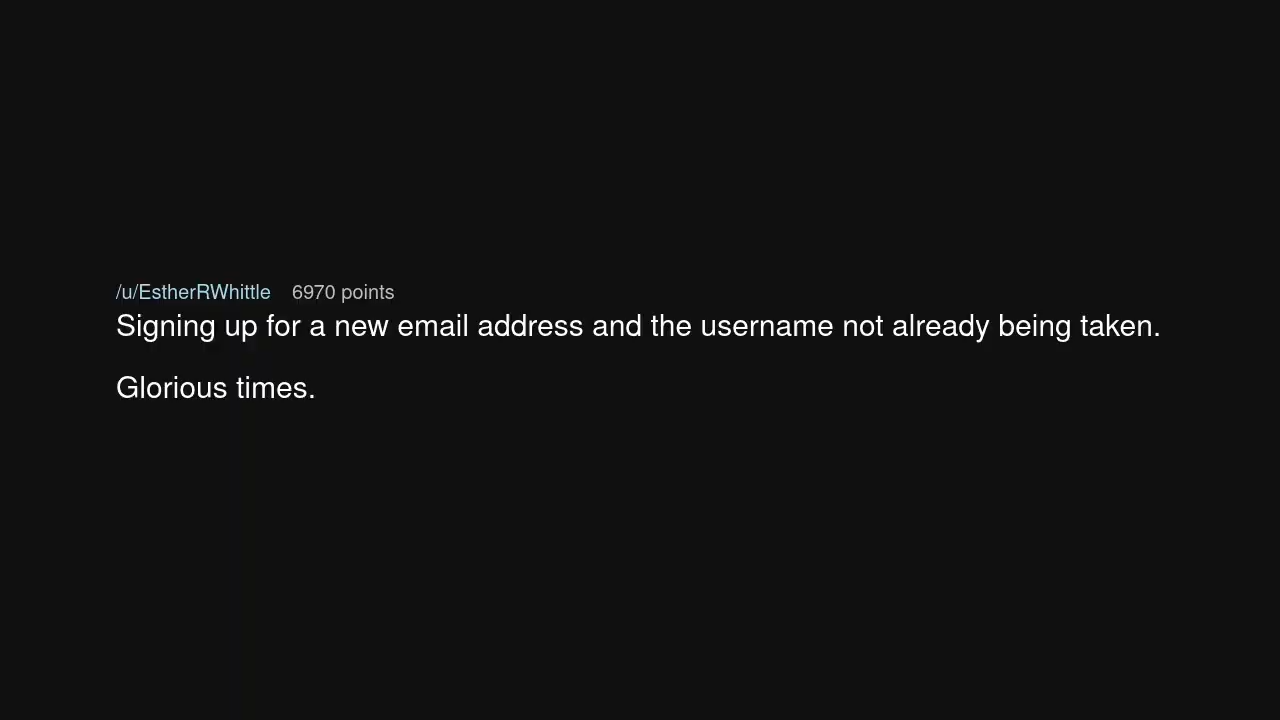 /u/EstherRWhittle 6970 points
Signing up for a new email address and the username not already being taken.
Glorious times.